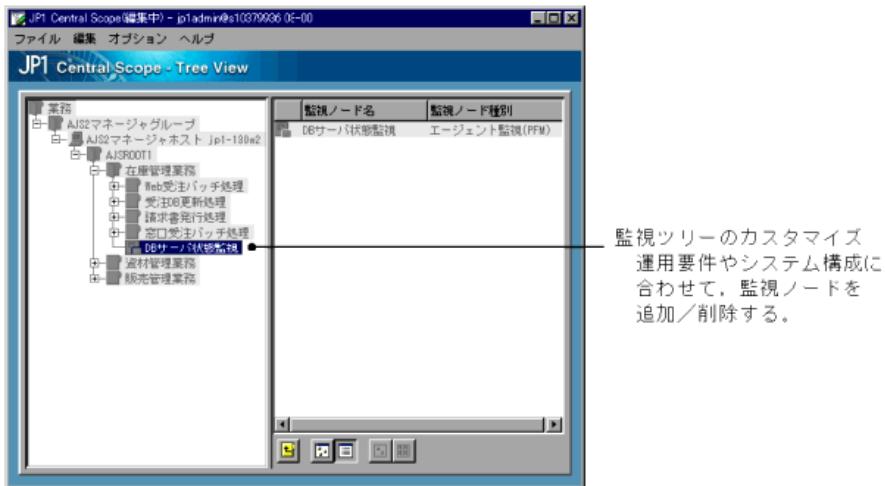 JP1 Central Scope(編集中) - jp1admin@s10379936 0E-00
ファイル 編集 オプション ヘルプ
JP1 Central Scope - Tree View
業務
AJS2マネージャグループ
AJS2マネージャホスト jp1-130m2
AJSROOT1
在庫管理業務
Web受注バッチ処理
受注DB更新処理
請求書発行処理
窓口受注バッチ処理
DBサーバ状態監視
資材管理業務
販売管理業務
監視ノード名 監視ノード種別
DBサーバ状態監視 エージェント監視(PFM)
監視ツリーのカスタマイズ
運用要件やシステム構成に
合わせて，監視ノードを
追加／削除する。